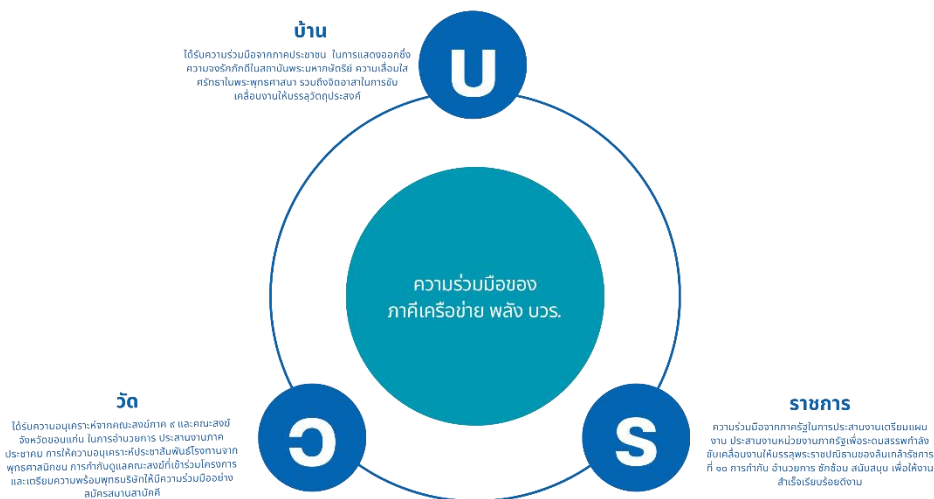 บ้าน
ได้รับความร่วมมือจากภาคประชาชน ในการแสดงออกซึ่ง
ความจงรักภักดีในสถาบันพระมหากษัตริย์ ความเลื่อมใส
ศรัทธาในพระพุทธศาสนา รวมถึงจิตอาสาในการขับ
เคลื่อนงานให้บรรลุวัตถุประสงค์
บ
ความร่วมมือของ
ภาคีเครือข่าย พลัง บวร.
วัด
ได้รับความอนุเคราะห์จากคณะสงฆ์ภาค ๙ และคณะสงฆ์
จังหวัดขอนแก่น ในการอำนวยการ ประสานงานภาค
ประชาคม การให้ความอนุเคราะห์ประชาสัมพันธ์โรงทานจาก
พุทธศาสนิกชน การกำกับดูแลคณะสงฆ์ที่เข้าร่วมโครงการ
และเตรียมความพร้อมพุทธบริษัทให้มีความร่วมมืออย่าง
สมัครสมานสามัคคี
ว
ร
ราชการ
ความร่วมมือจากภาครัฐในการประสานงานเตรียมแผน
งาน ประสานงานหน่วยงานภาครัฐเพื่อระดมสรรพกำลัง
ขับเคลื่อนงานให้บรรลุพระราชปณิธานของล้นเกล้ารัชการ
ที่ ๑๐ การกำกับ อำนวยการ ซักซ้อม สนับสนุน เพื่อให้งาน
สำเร็จเรียบร้อยดีงาม